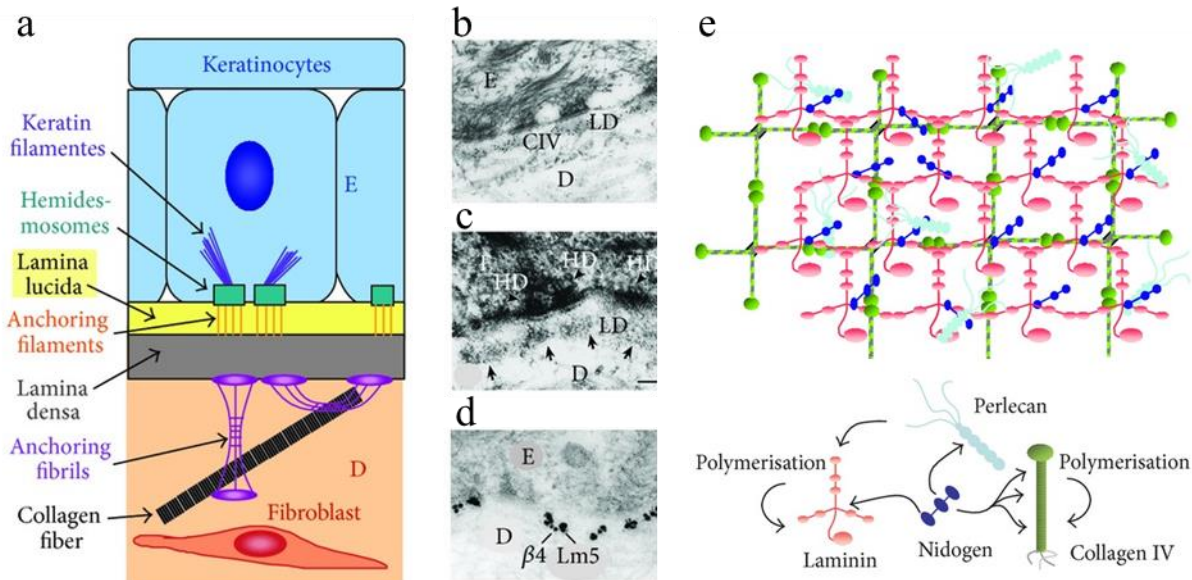 a
Keratinocytes
Keratin
filamentes
E
Hemides-
mosomes
Lamina
lucida
Anchoring
filaments
Lamina
densa
Anchoring
fibrils
D
Collagen
fiber
Fibroblast
b
E
LD
CIV
D
c
HD
HD
LD
D
d
E
D
β4 Lm5
e
Perlecan
Polymerisation
Polymerisation
Laminin
Nidogen
Collagen IV